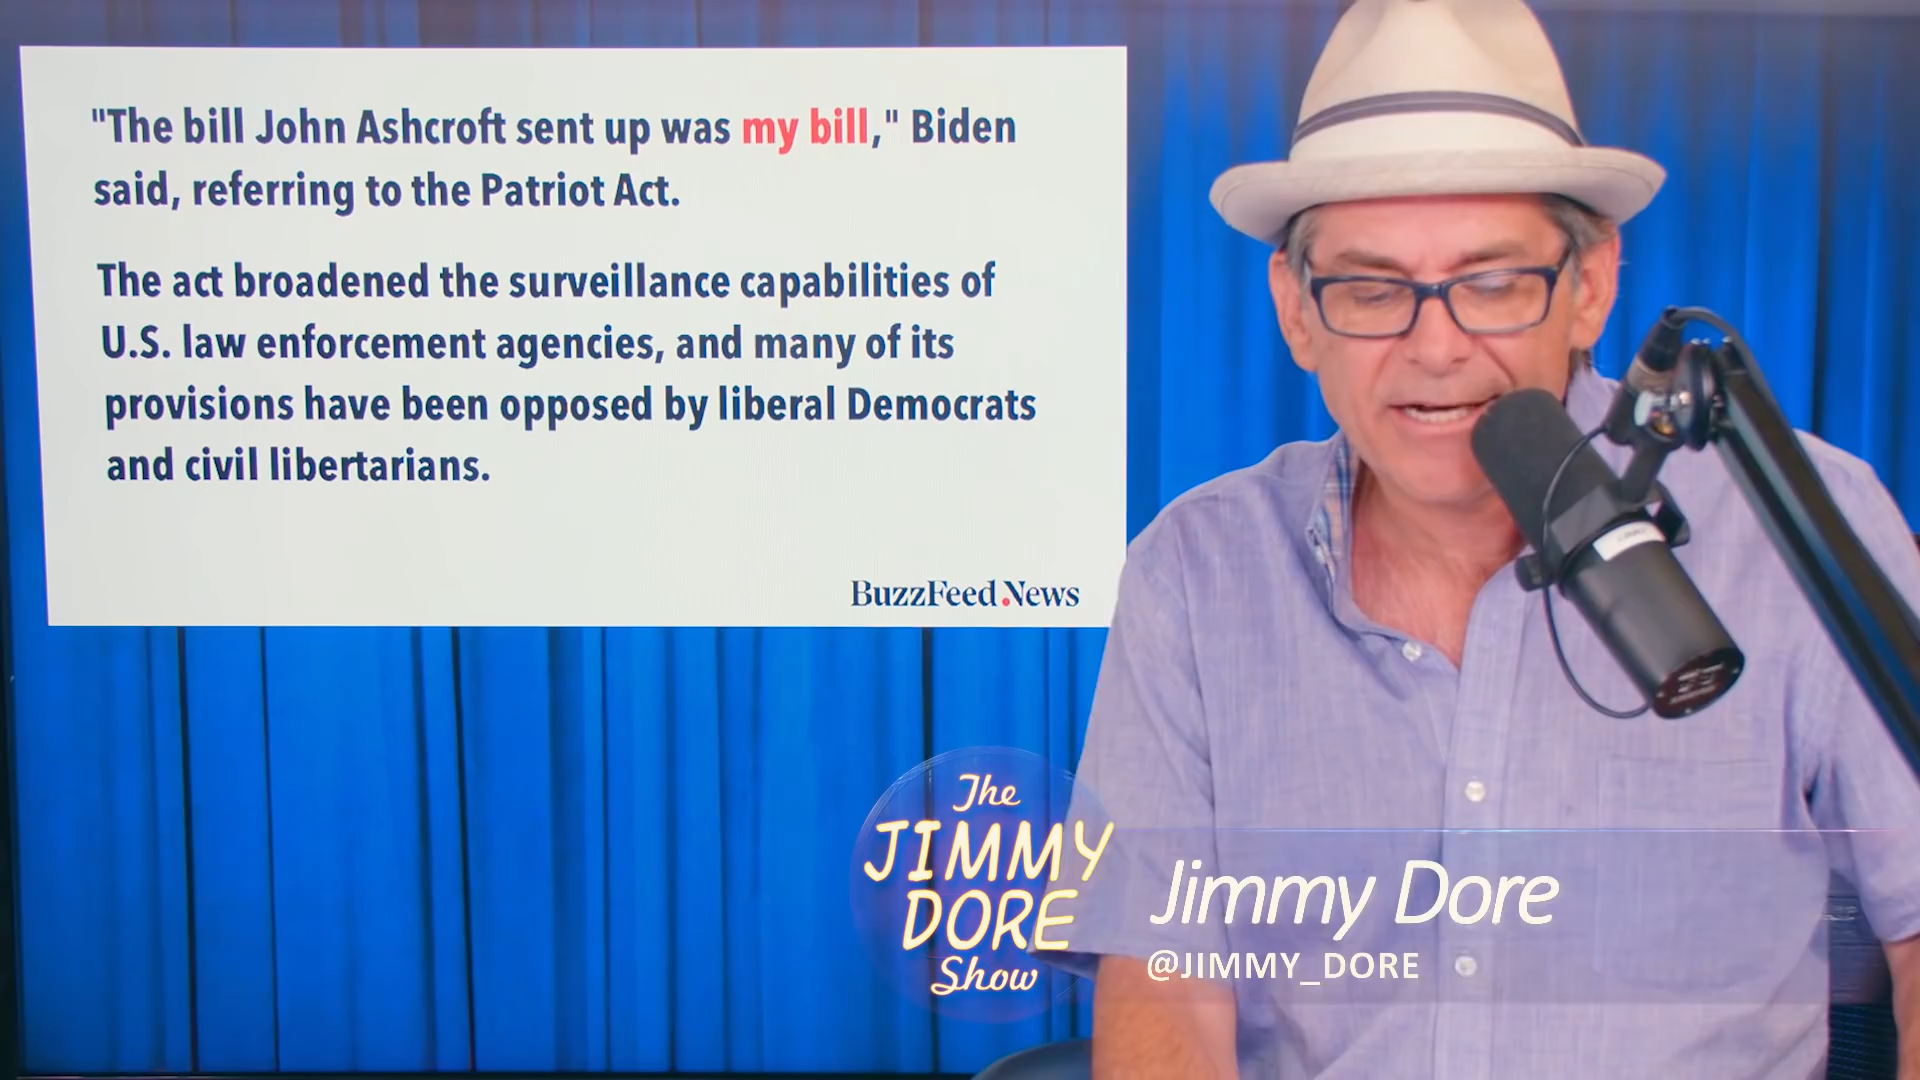 "The bill John Ashcroft sent up was my bill," Biden
said, referring to the Patriot Act.
The act broadened the surveillance capabilities of
U.S. law enforcement agencies, and many of its
provisions have been opposed by liberal Democrats
and civil libertarians.
BuzzFeed.News
The
JIMMY
DORE
Show
Jimmy Dore
@JIMMY_DORE